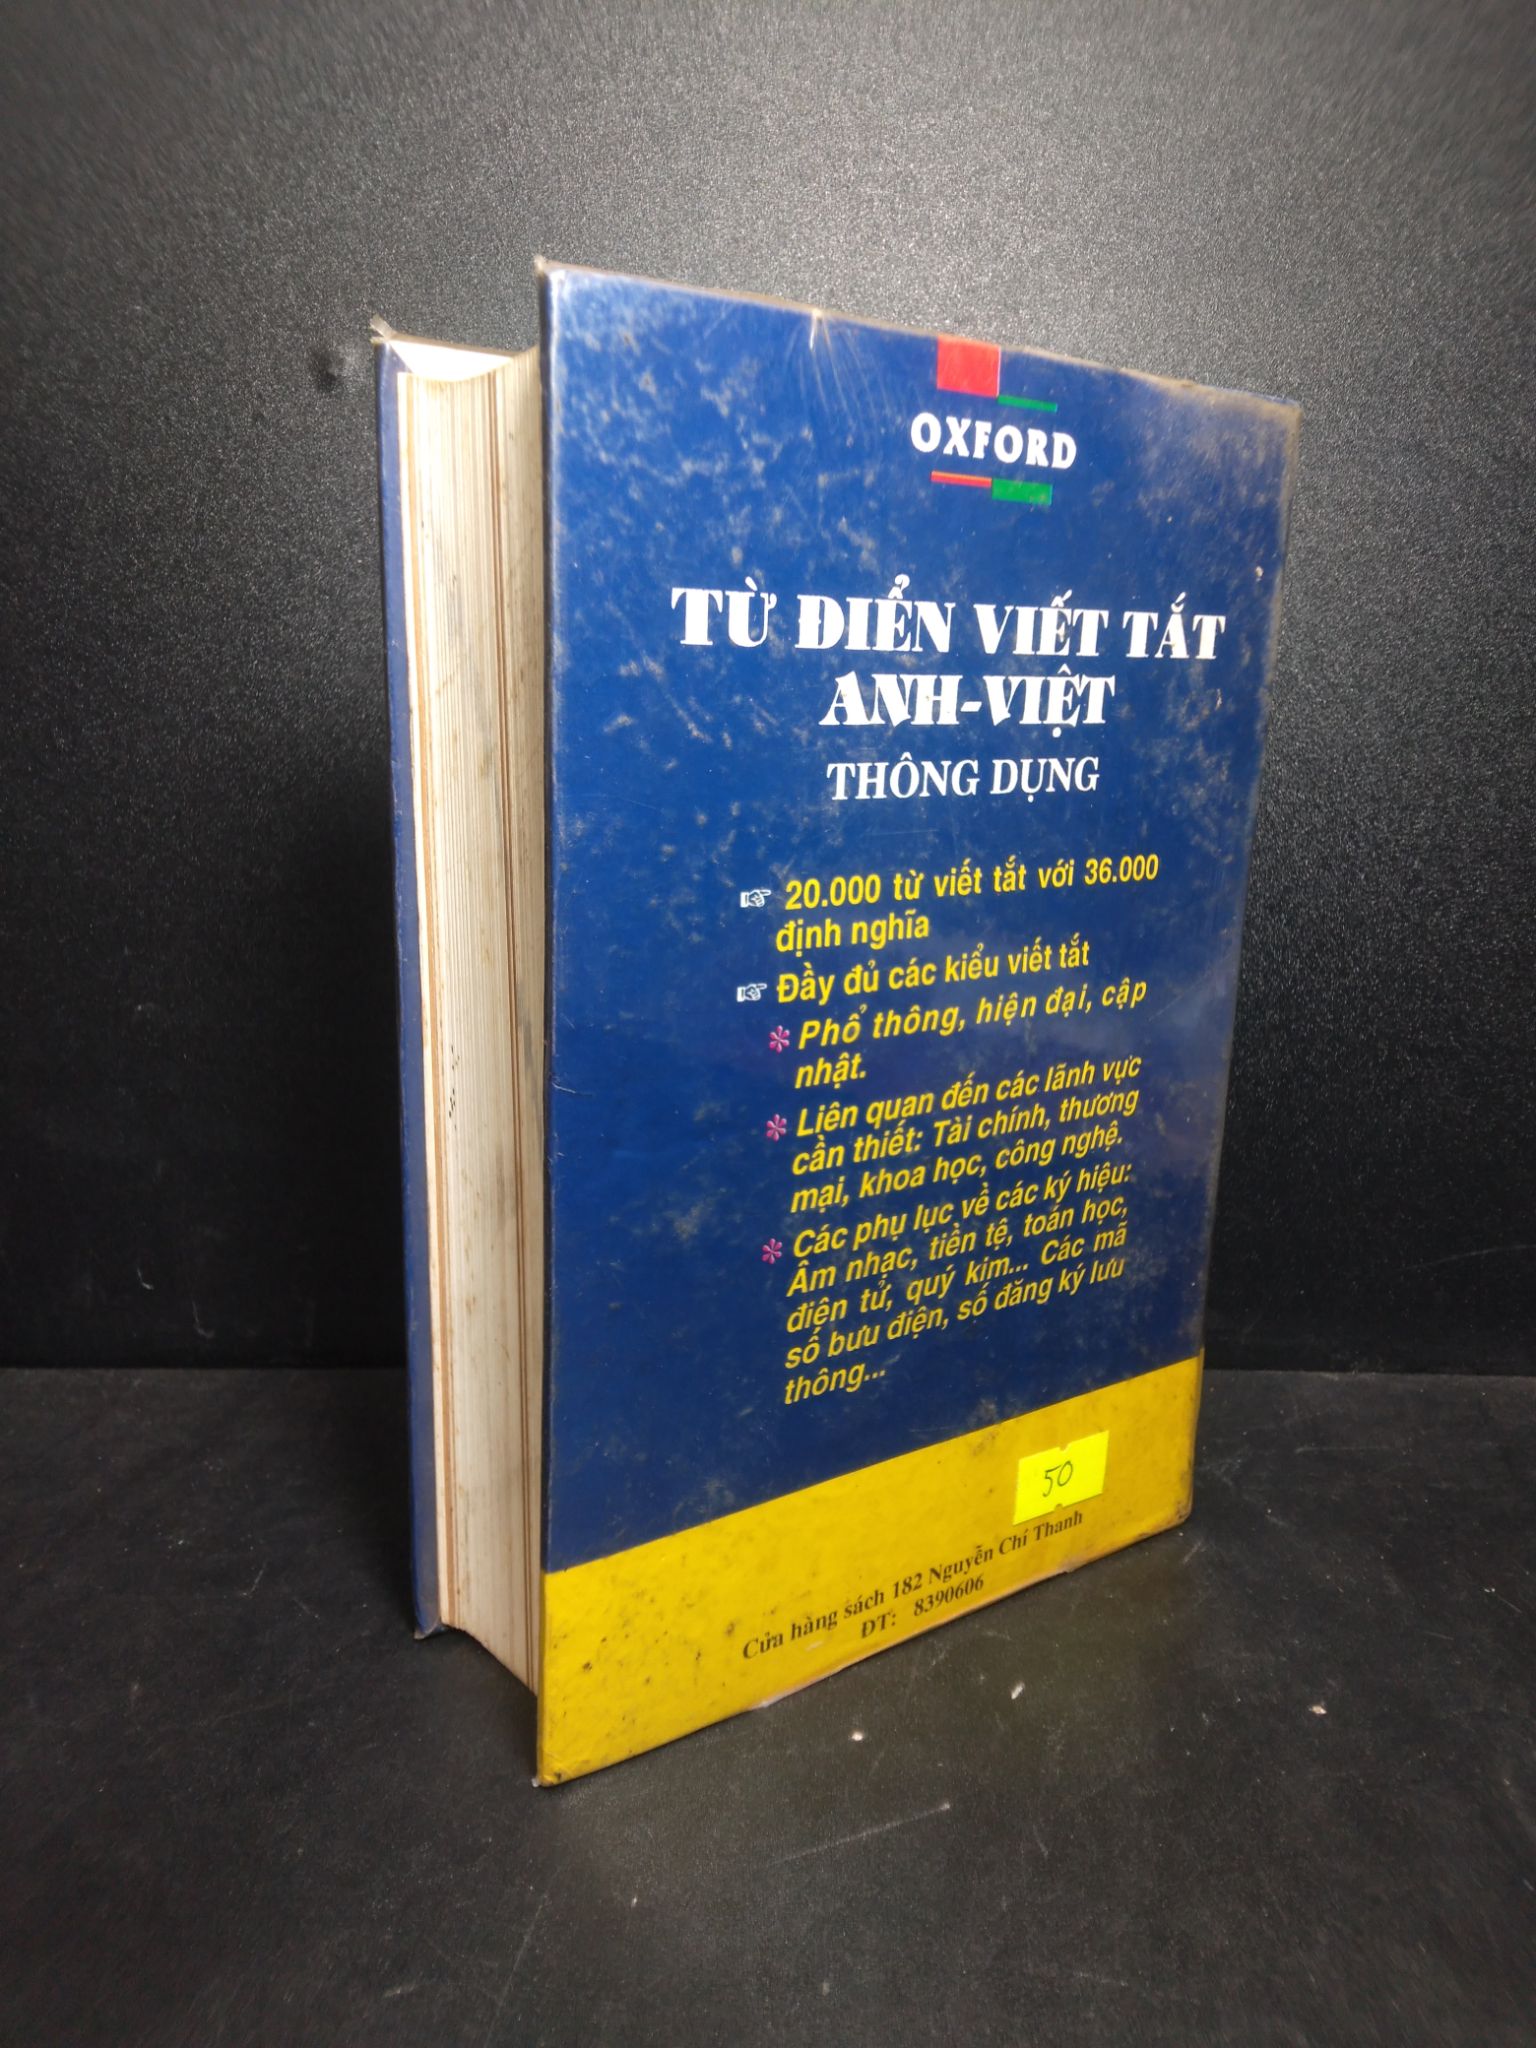 OXFORD
TỪ ĐIỂN VIẾT TẮT
ANH-VIỆT
THÔNG DỤNG
20.000 từ viết tắt với 36.000
định nghĩa
Đầy đủ các kiểu viết tắt
* Phổ thông, hiện đại, cập
nhật.
* Liên quan đến các lãnh vực
cần thiết: Tài chính, thương
mại, khoa học, công nghệ.
* Các phụ lục về các ký hiệu:
Âm nhạc, tiền tệ, toán học,
điện tử, quý kim... Các mã
số bưu điện, số đăng ký lưu
thông...
50
Cửa hàng sách 182 Nguyễn Chí Thanh
ĐT: 8390606